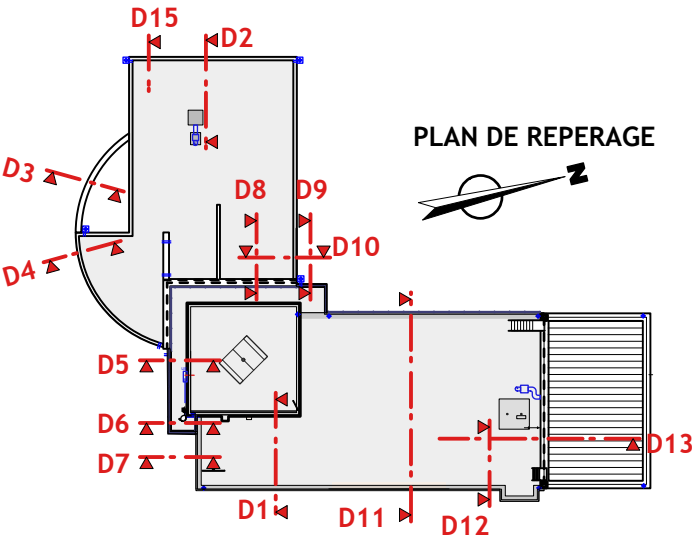 D15
D2
PLAN DE REPERAGE
N
D3
D8
D9
D10
D4
D5
D6
D7
D13
D1
D11
D12